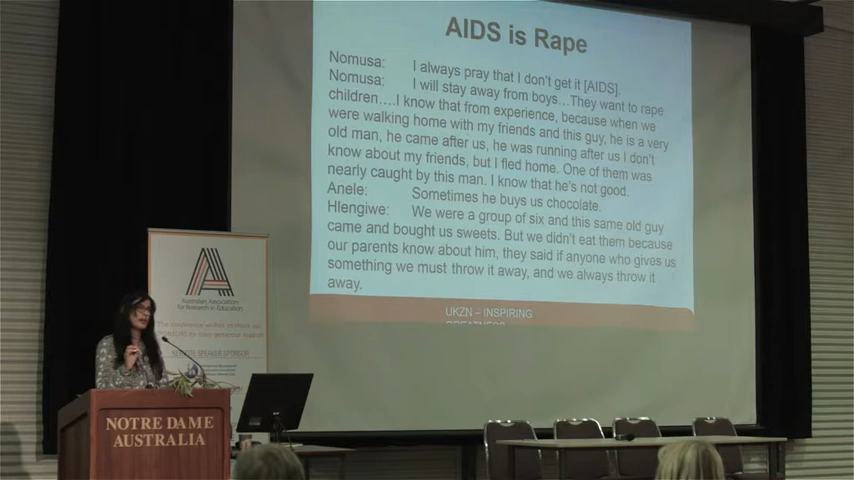 AIDS is Rape
Nomusa: I always pray that I don't get it [AIDS].
Nomusa: I will stay away from boys…They want to rape
children….I know that from experience, because when we
were walking home with my friends and this guy, he is a very
old man, he came after us, he was running after us I don't
know about my friends, but I fled home. One of them was
nearly caught by this man. I know that he's not good.
Anele: Sometimes he buys us chocolate.
Hlengiwe: We were a group of six and this same old guy
came and bought us sweets. But we didn't eat them because
our parents know about him, they said if anyone who gives us
something we must throw it away, and we always throw it
away.
UKZN – INSPIRING
GREATNESS
A
Australian Association
for Research in Education
KEYNOTE SPEAKER SPONSOR
NOTRE DAME
AUSTRALIA